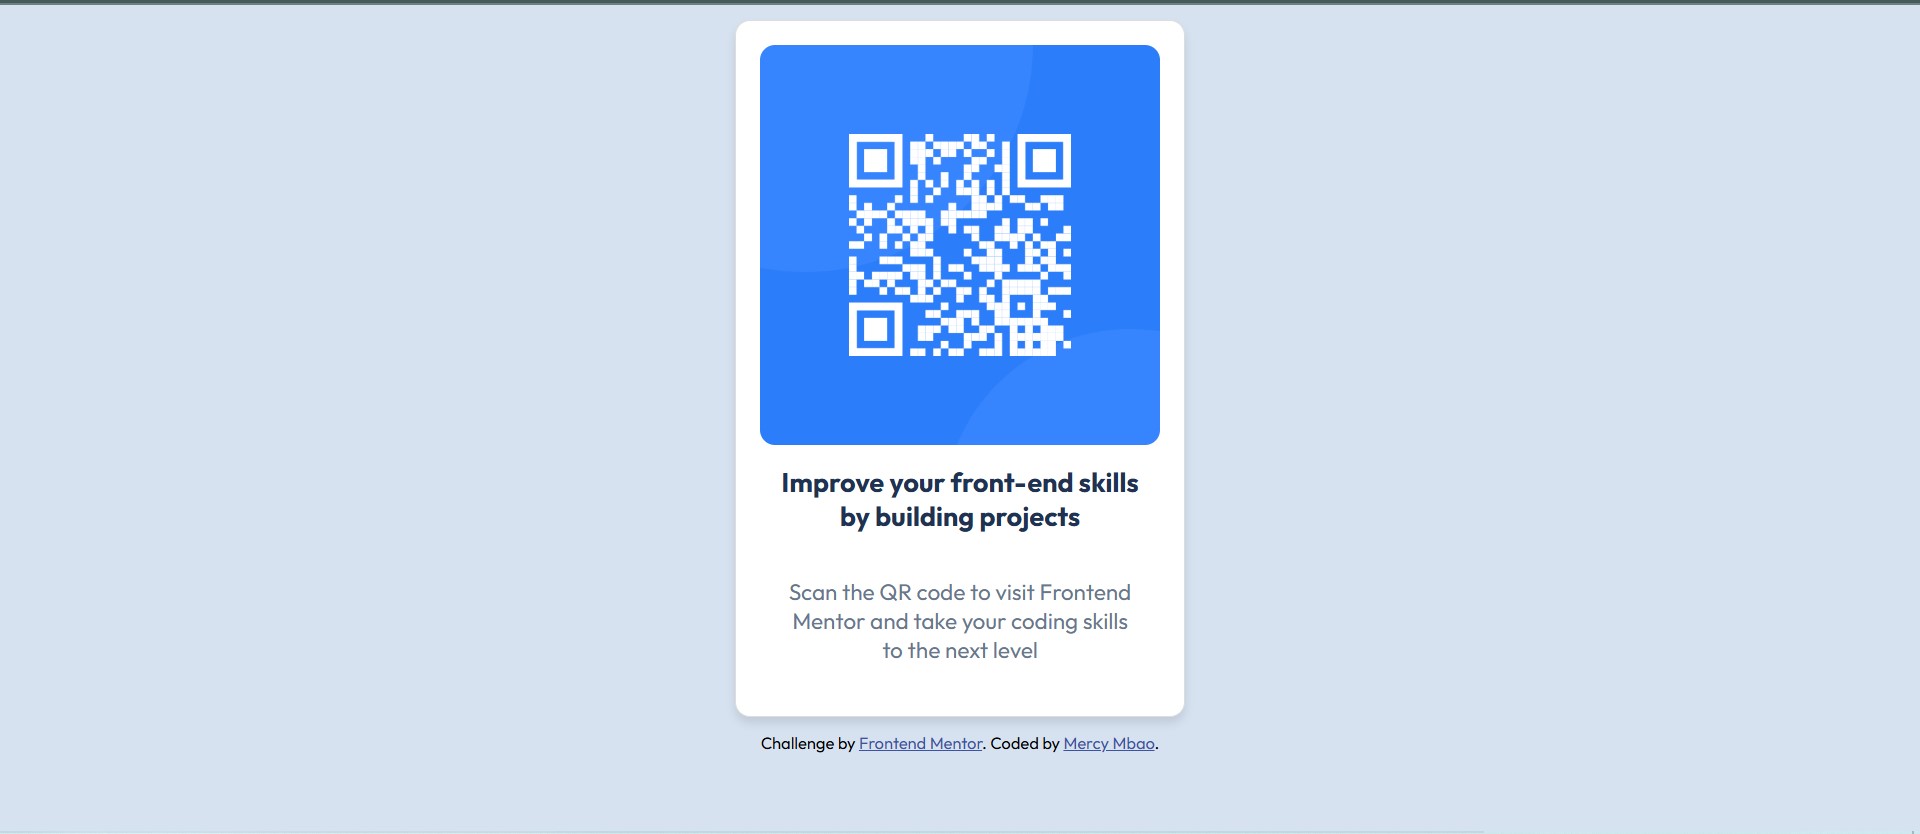 Improve your front-end skills
by building projects
Scan the QR code to visit Frontend
Mentor and take your coding skills
to the next level
Challenge by Frontend Mentor. Coded by Mercy Mbao.